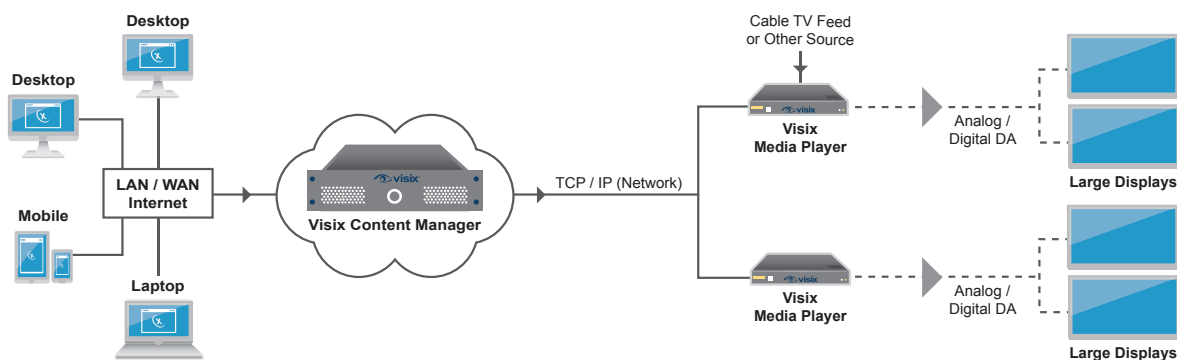 Desktop
Desktop
LAN / WAN
Internet
Mobile
Laptop
visix
Visix Content Manager
TCP / IP (Network)
Cable TV Feed
or Other Source
visix
Visix
Media Player
Analog /
Digital DA
Large Displays
visix
Visix
Media Player
Analog /
Digital DA
Large Displays